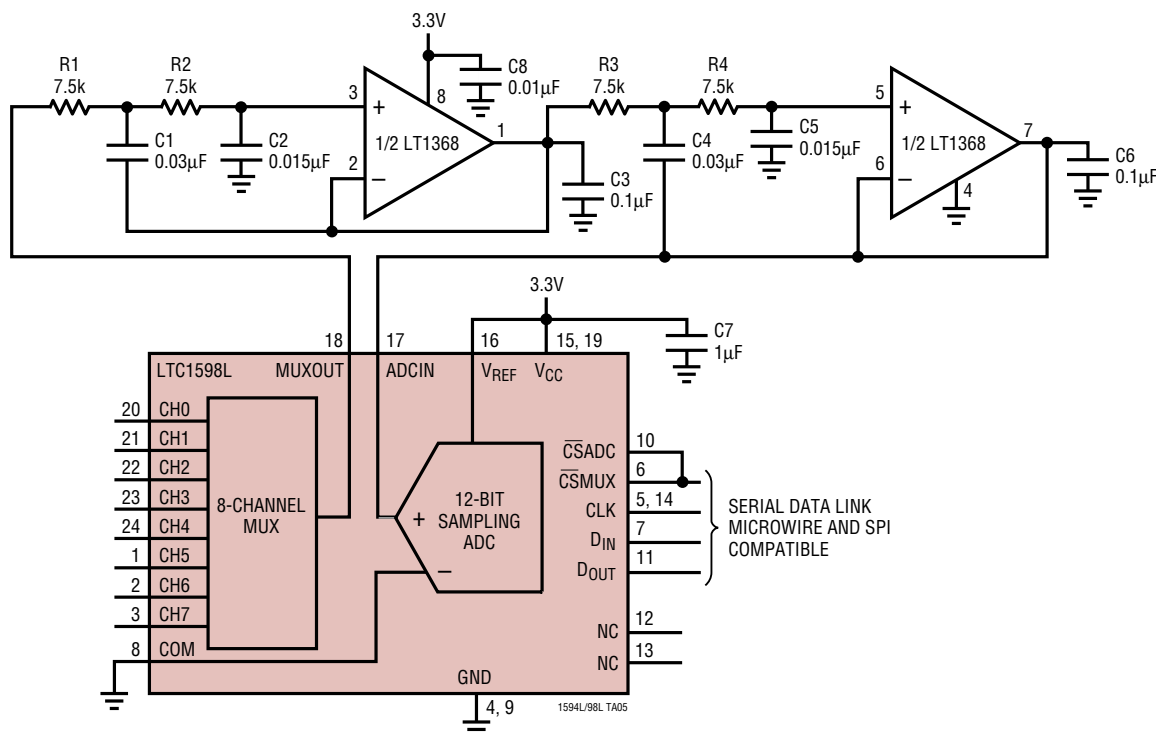 3.3V
R1
7.5k
R2
7.5k
C8
0.01µF
R3
7.5k
R4
7.5k
3
+
8
1/2 LT1368
1
2
–
C1
0.03µF
C2
0.015µF
C3
0.1µF
C4
0.03µF
C5
0.015µF
5
+
1/2 LT1368
7
6
–
4
C6
0.1µF
3.3V
C7
1µF
18
17
16
15, 19
LTC1598L
MUXOUT
ADCIN
VREF
VCC
20 CH0
21 CH1
22 CH2
23 CH3
24 CH4
1 CH5
2 CH6
3 CH7
8 COM
8-CHANNEL
MUX
+
–
12-BIT
SAMPLING
ADC
C̅S̅ADC 10
C̅S̅MUX 6
CLK 5, 14
DIN 7
DOUT 11
NC 12
NC 13
SERIAL DATA LINK
MICROWIRE AND SPI
COMPATIBLE
GND
4, 9
1594L/98L TA05